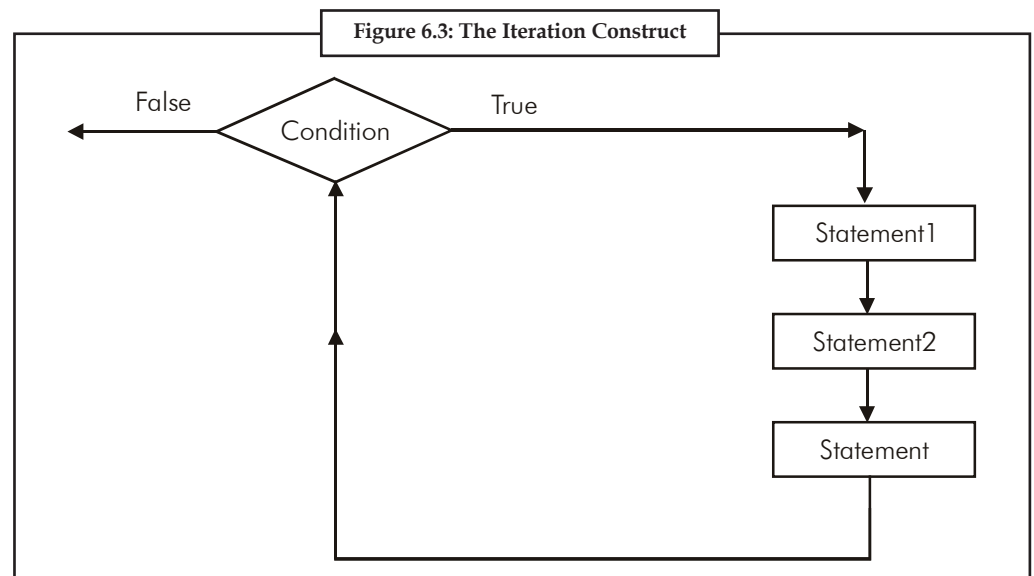 Figure 6.3: The Iteration Construct
False
True
Condition
Statement1
Statement2
Statement